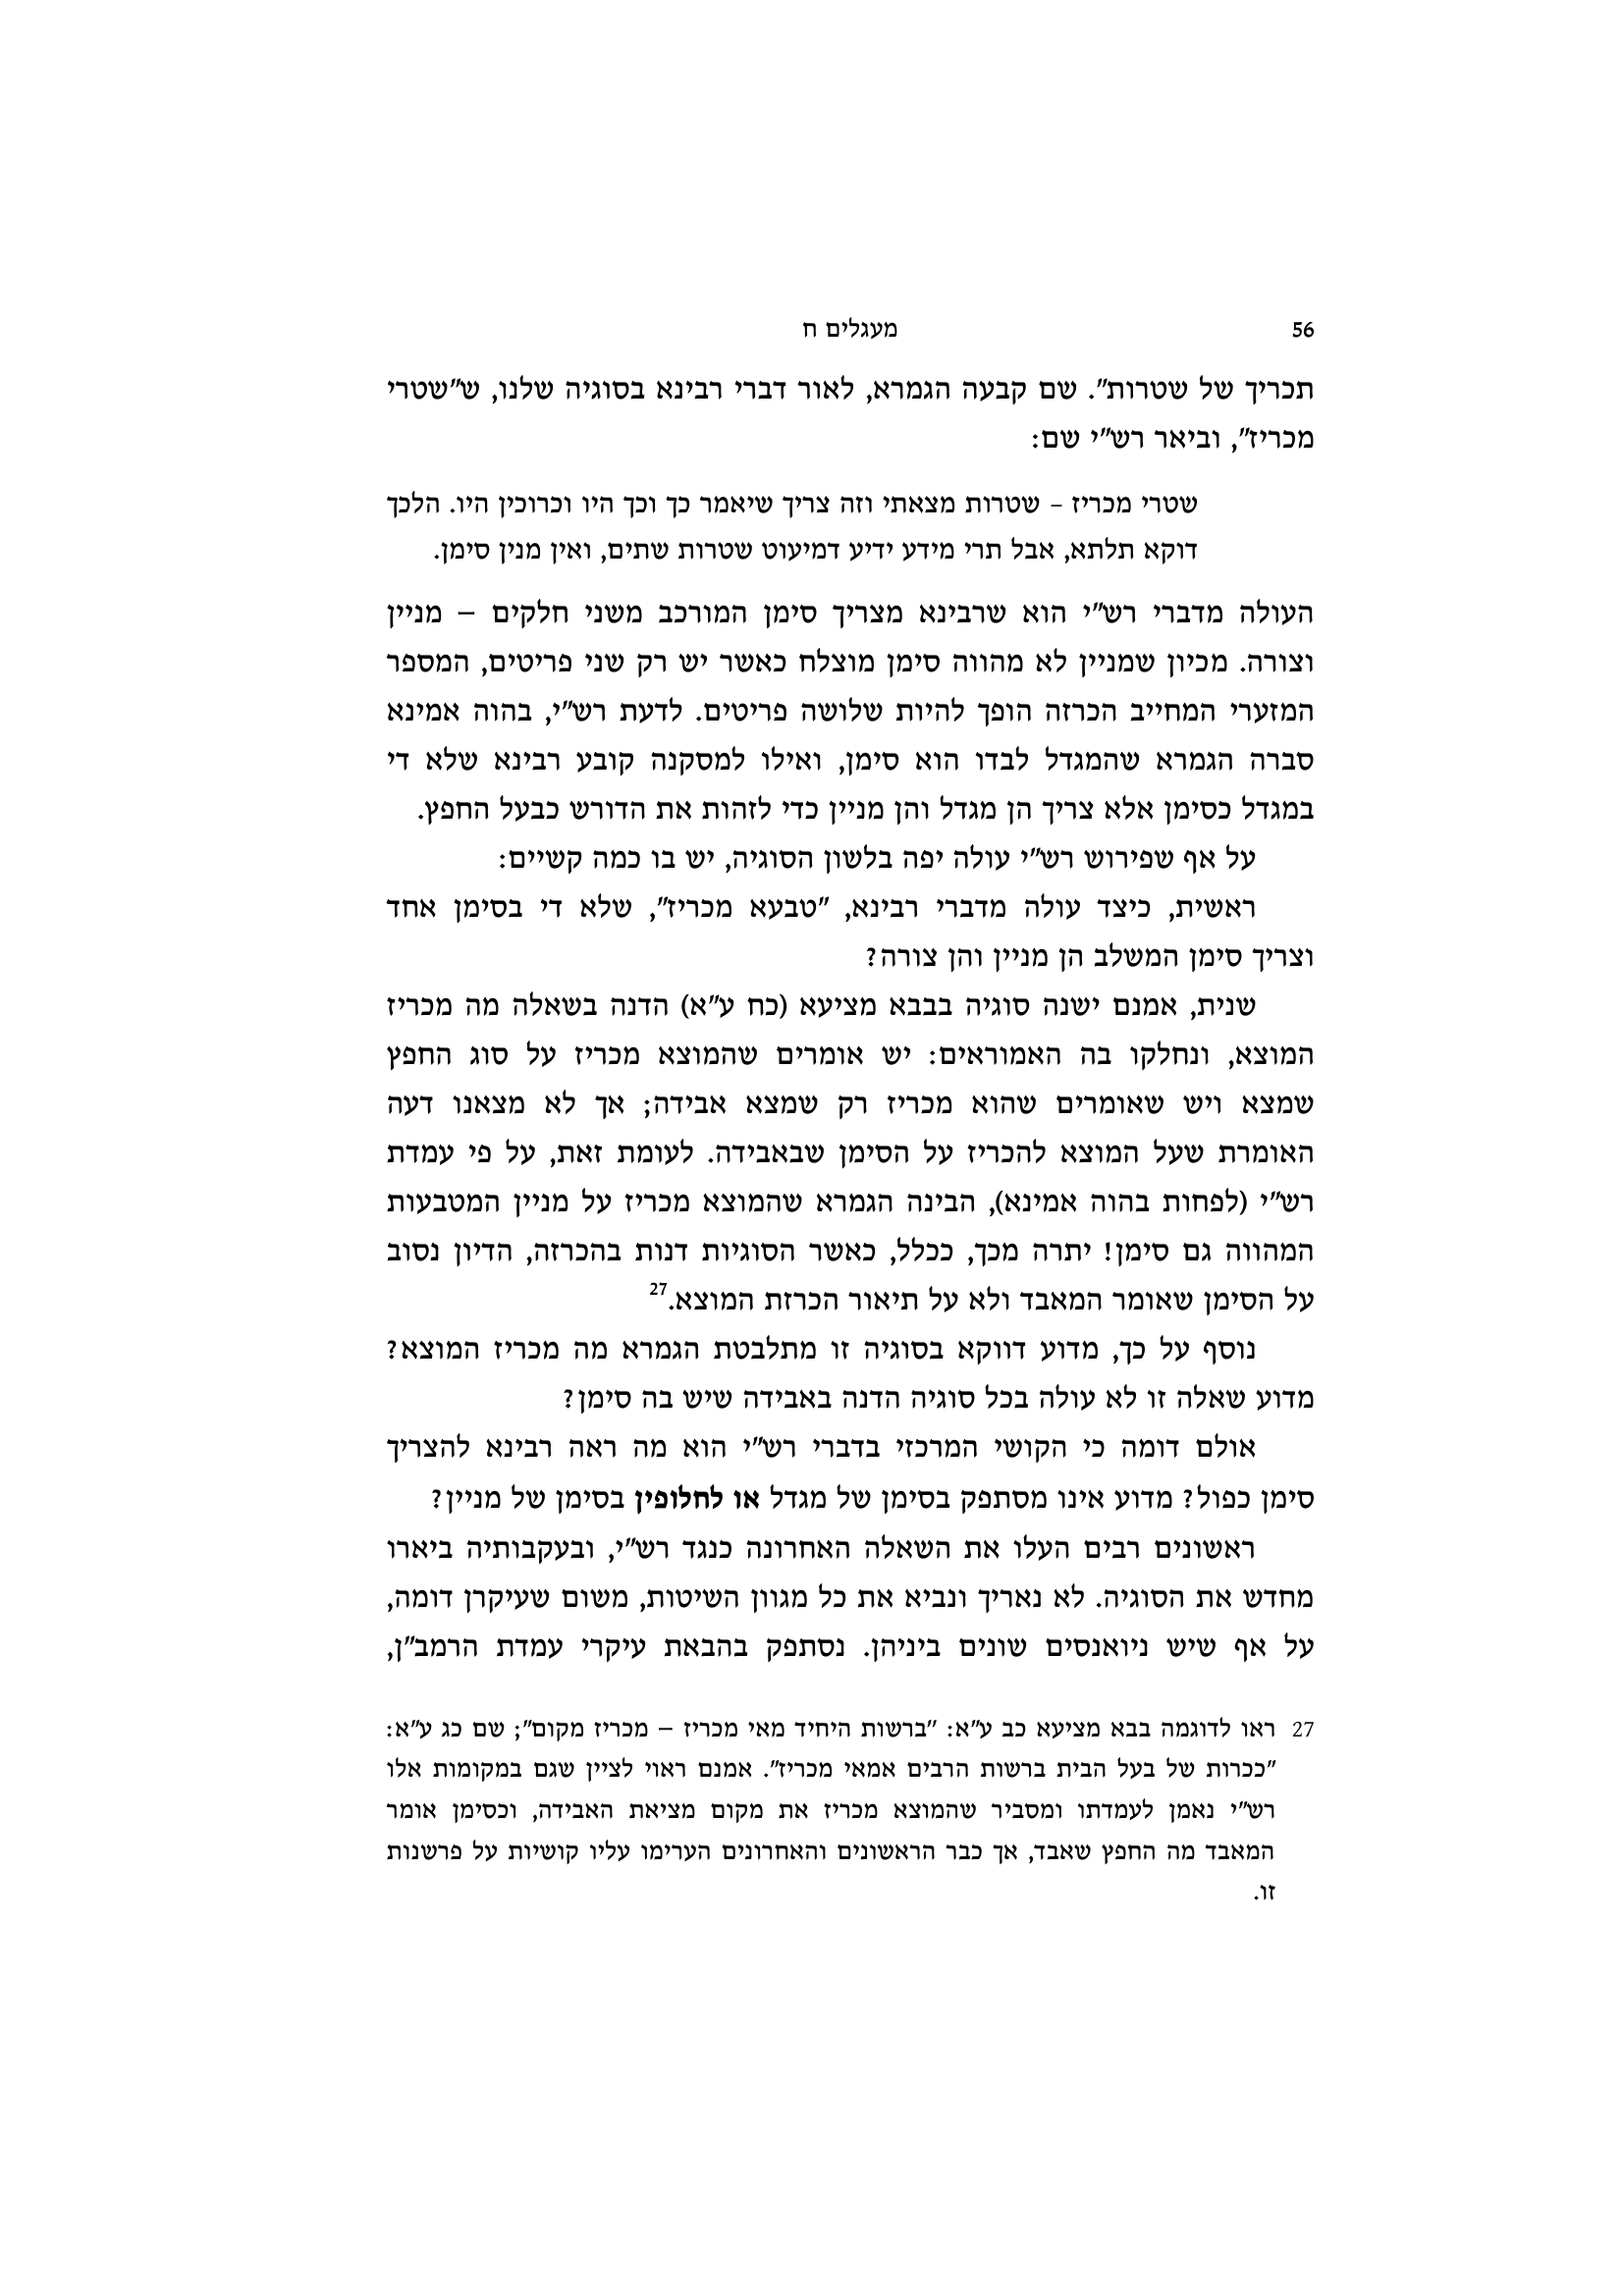 56 מעגלים ח
תכריך של שטרות". שם קבעה הגמרא, לאור דברי רבינא בסוגיה שלנו, ש"שטרי
מכריז", וביאר רש"י שם:
שטרי מכריז – שטרות מצאתי וזה צריך שיאמר כך וכך היו וכרוכין היו. הלכך
דוקא תלתא, אבל תרי מידע ידיע דמיעוט שטרות שתים, ואין מנין סימן.
העולה מדברי רש"י הוא שרבינא מצריך סימן המורכב משני חלקים – מניין
וצורה. מכיון שמניין לא מהווה סימן מוצלח כאשר יש רק שני פריטים, המספר
המזערי המחייב הכרזה הופך להיות שלושה פריטים. לדעת רש"י, בהוה אמינא
סברה הגמרא שהמגדל לבדו הוא סימן, ואילו למסקנה קובע רבינא שלא די
במגדל כסימן אלא צריך הן מגדל והן מניין כדי לזהות את הדורש כבעל החפץ.
על אף שפירוש רש"י עולה יפה בלשון הסוגיה, יש בו כמה קשיים:
ראשית, כיצד עולה מדברי רבינא, "טבעא מכריז", שלא די בסימן אחד
וצריך סימן המשלב הן מניין והן צורה?
שנית, אמנם ישנה סוגיה בבבא מציעא (כח ע"א) הדנה בשאלה מה מכריז
המוצא, ונחלקו בה האמוראים: יש אומרים שהמוצא מכריז על סוג החפץ
שמצא ויש שאומרים שהוא מכריז רק שמצא אבידה; אך לא מצאנו דעה
האומרת שעל המוצא להכריז על הסימן שבאבידה. לעומת זאת, על פי עמדת
רש"י (לפחות בהוה אמינא), הבינה הגמרא שהמוצא מכריז על מניין המטבעות
המהווה גם סימן! יתרה מכך, ככלל, כאשר הסוגיות דנות בהכרזה, הדיון נסוב
על הסימן שאומר המאבד ולא על תיאור הכרזת המוצא.27
נוסף על כך, מדוע דווקא בסוגיה זו מתלבטת הגמרא מה מכריז המוצא?
מדוע שאלה זו לא עולה בכל סוגיה הדנה באבידה שיש בה סימן?
אולם דומה כי הקושי המרכזי בדברי רש"י הוא מה ראה רבינא להצריך
סימן כפול? מדוע אינו מסתפק בסימן של מגדל או לחלופין בסימן של מניין?
ראשונים רבים העלו את השאלה האחרונה כנגד רש"י, ובעקבותיה ביארו
מחדש את הסוגיה. לא נאריך ונביא את כל מגוון השיטות, משום שעיקרן דומה,
על אף שיש ניואנסים שונים ביניהן. נסתפק בהבאת עיקרי עמדת הרמב"ן,
27 ראו לדוגמה בבא מציעא כב ע"א: "ברשות היחיד מאי מכריז – מכריז מקום"; שם כג ע"א:
"ככרות של בעל הבית ברשות הרבים אמאי מכריז". אמנם ראוי לציין שגם במקומות אלו
רש"י נאמן לעמדתו ומסביר שהמוצא מכריז את מקום מציאת האבידה, וכסימן אומר
המאבד מה החפץ שאבד, אך כבר הראשונים והאחרונים הערימו עליו קושיות על פרשנות
זו.